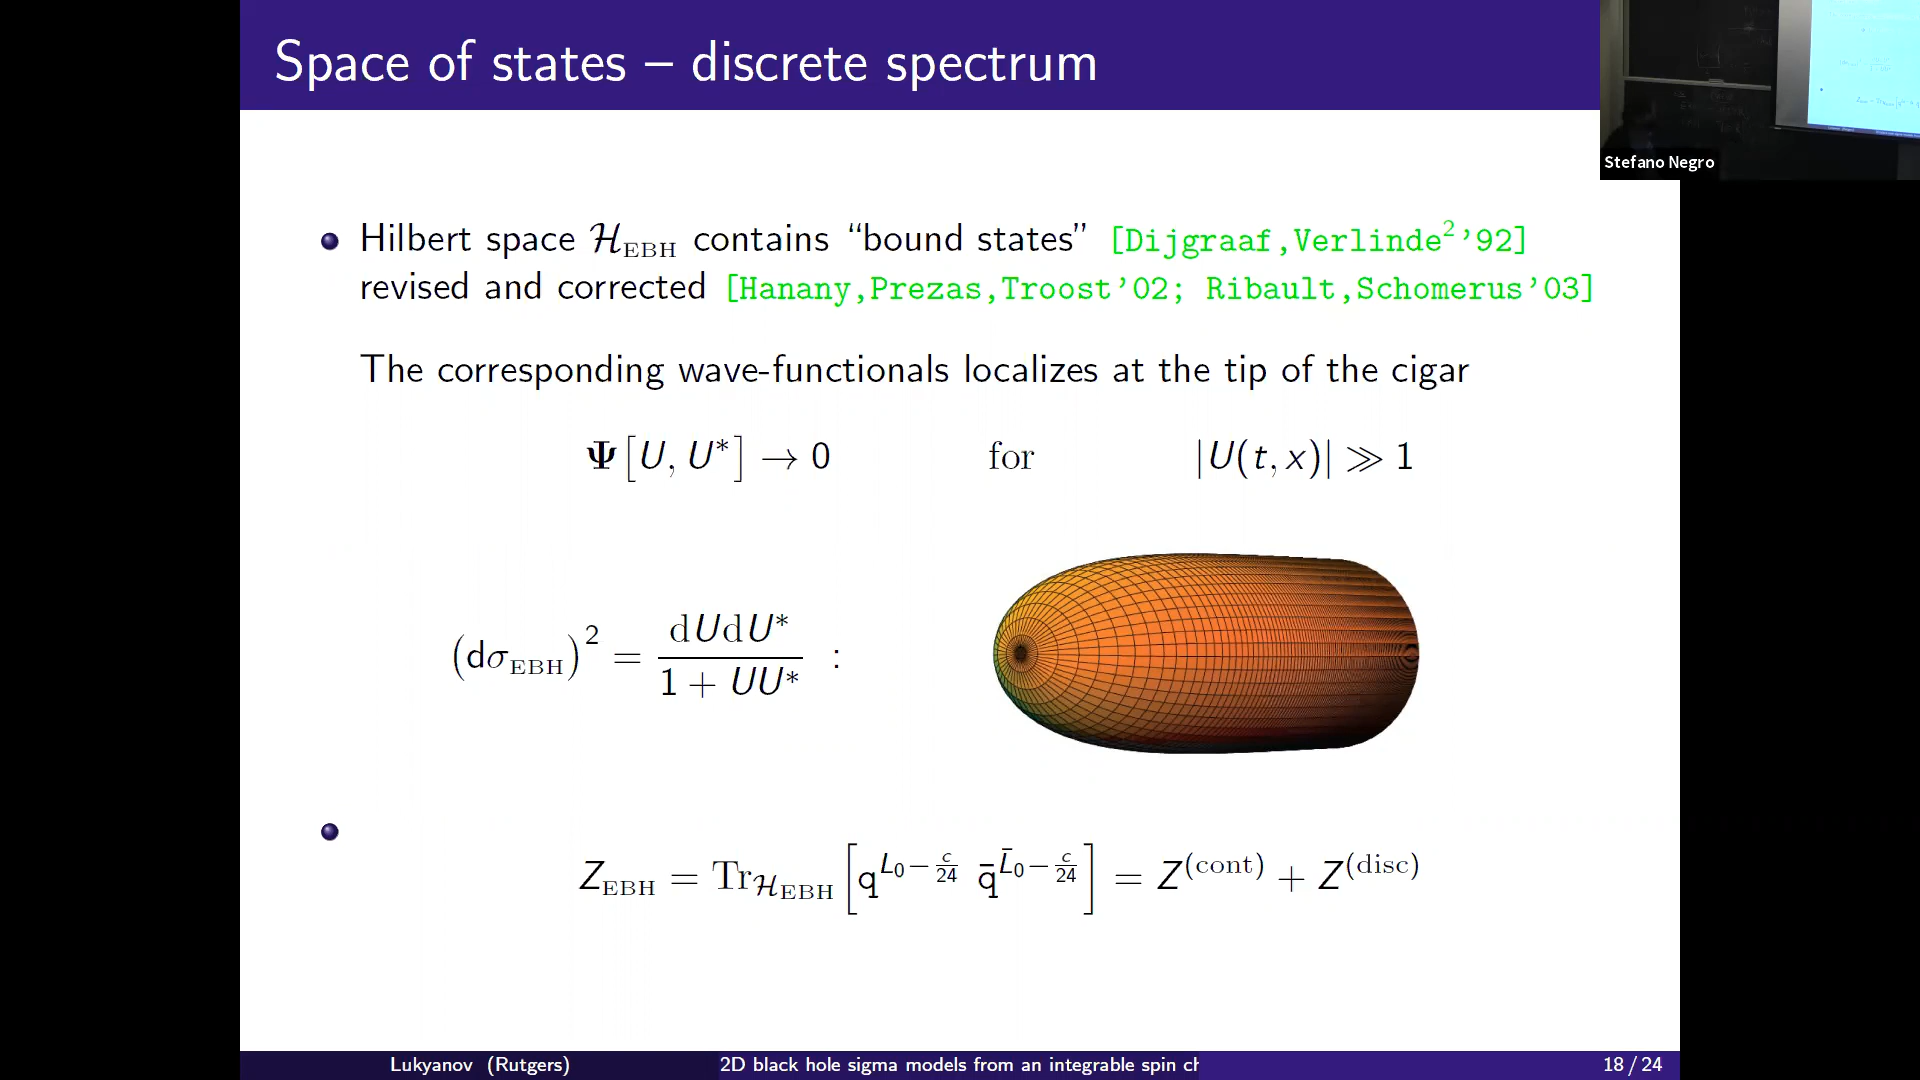 Space of states – discrete spectrum
Stefano Negro
Hilbert space ℋ_EBH contains “bound states” [Dijgraaf,Verlinde²’92]
revised and corrected [Hanany,Prezas,Troost’02; Ribault,Schomerus’03]
The corresponding wave-functionals localizes at the tip of the cigar
Ψ[U, U*] → 0 for |U(t, x)| ≫ 1
(dσ_EBH)² = dUdU* / (1 + UU*) :
Z_EBH = Tr_ℋ_EBH [q^(L₀ − c/24) q̄^(L̄₀ − c/24)] = Z^(cont) + Z^(disc)
Lukyanov (Rutgers) 2D black hole sigma models from an integrable spin ch 18 / 24